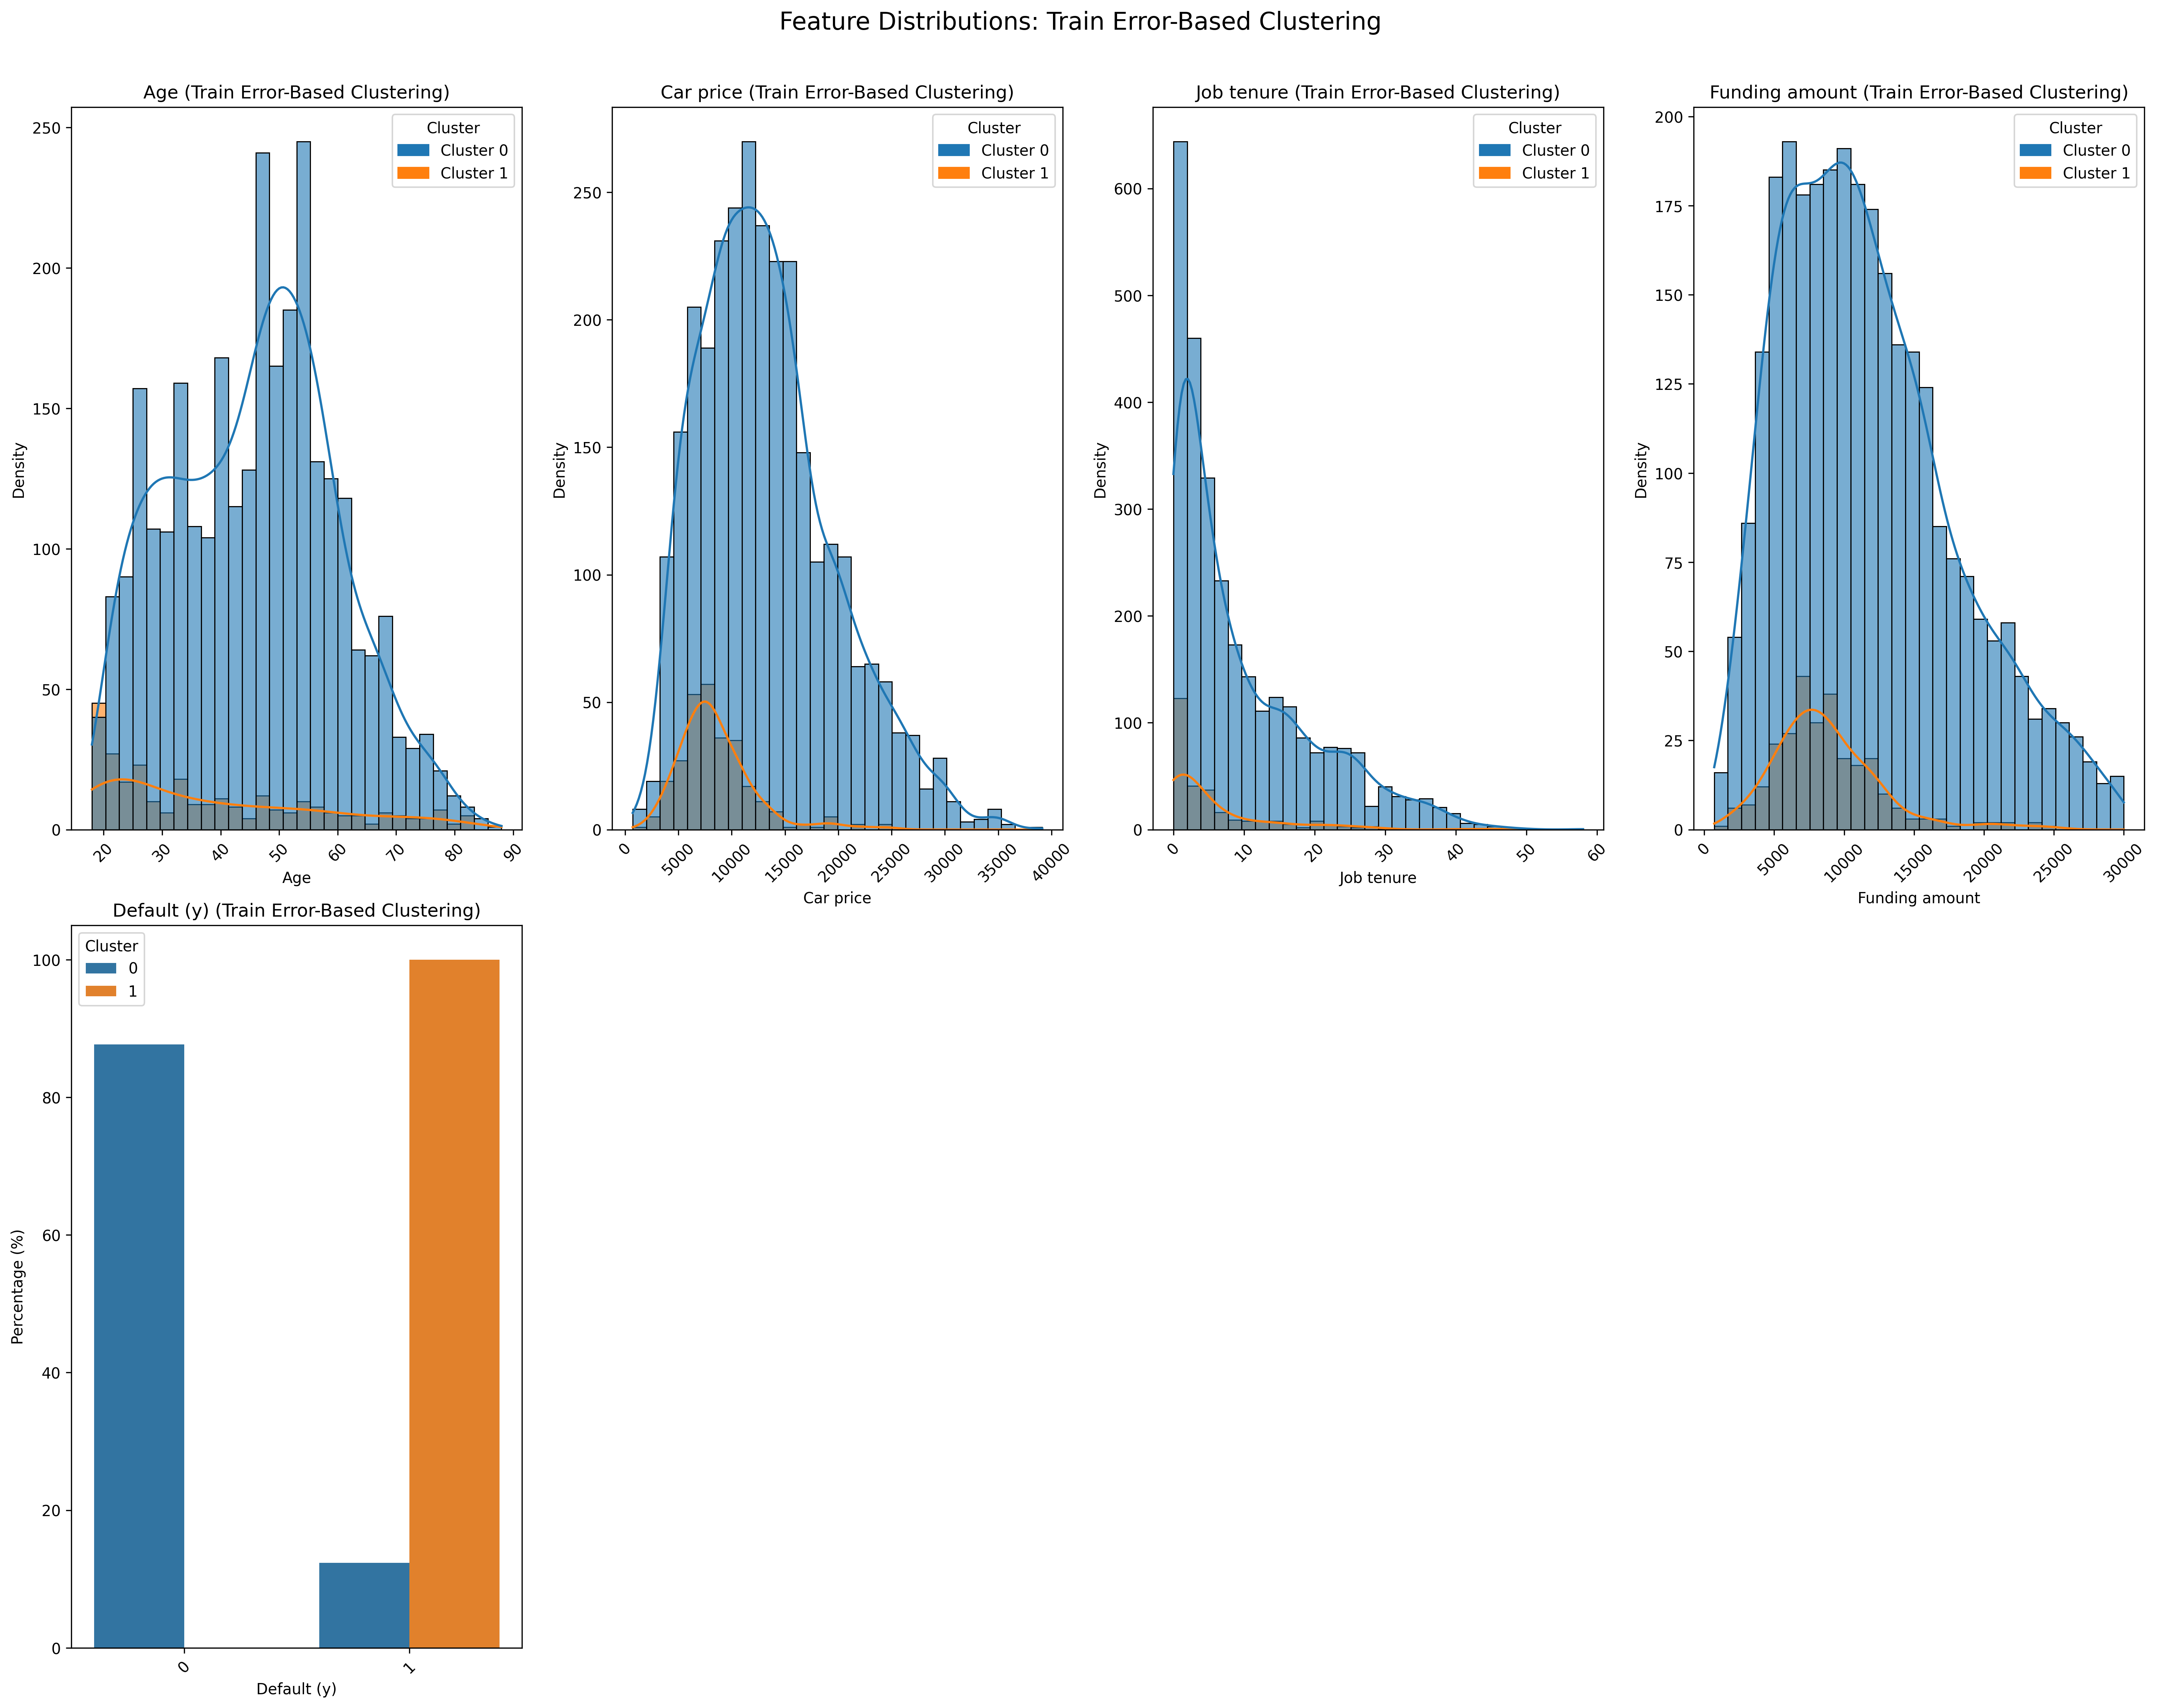 Feature Distributions: Train Error-Based Clustering
Age (Train Error-Based Clustering)
Cluster
Cluster 0
Cluster 1
250
200
150
100
50
0
Density
20 30 40 50 60 70 80 90
Age
Car price (Train Error-Based Clustering)
Cluster
Cluster 0
Cluster 1
250
200
150
100
50
0
Density
0 5000 10000 15000 20000 25000 30000 35000 40000
Car price
Job tenure (Train Error-Based Clustering)
Cluster
Cluster 0
Cluster 1
600
500
400
300
200
100
0
Density
0 10 20 30 40 50 60
Job tenure
Funding amount (Train Error-Based Clustering)
Cluster
Cluster 0
Cluster 1
200
175
150
125
100
75
50
25
0
Density
0 5000 10000 15000 20000 25000 30000
Funding amount
Default (y) (Train Error-Based Clustering)
Cluster
0
1
100
80
60
40
20
0
Percentage (%)
0 1
Default (y)